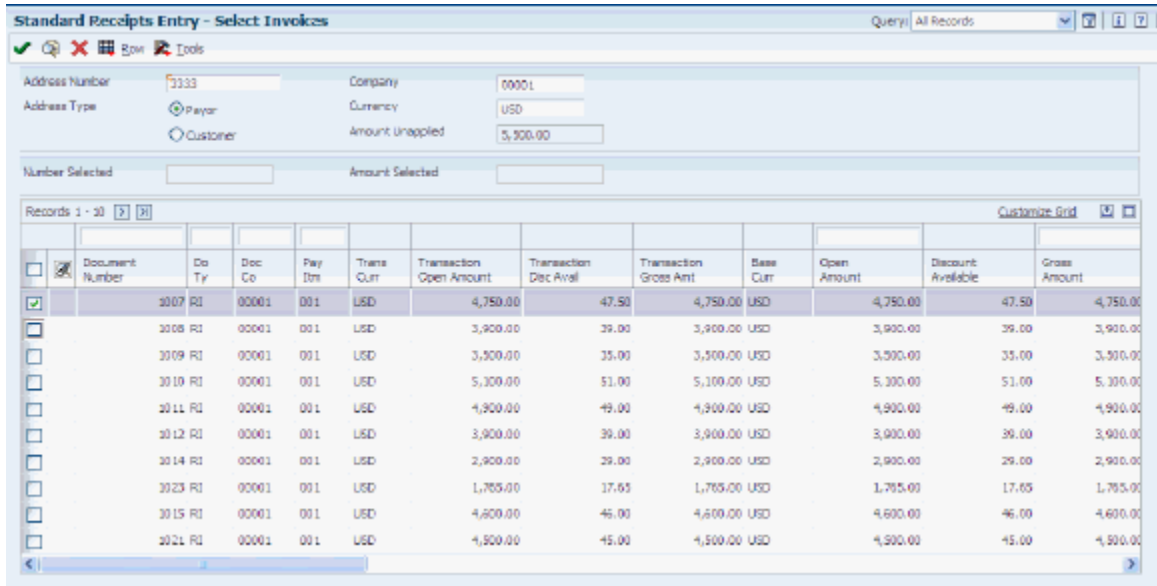 Standard Receipts Entry - Select Invoices Query: All Records
Row Tools
Address Number 3333 Company 00001
Address Type Payor Currency USD
Customer Amount Unapplied 5,500.00
Number Selected Amount Selected
Records 1 - 10 Customize Grid
Document Number Do Ty Doc Co Pay Itm Trans Curr Transaction Open Amount Transaction Disc Avail Transaction Gross Amt Base Curr Open Amount Discount Available Gross Amount
1007 RI 00001 001 USD 4,750.00 47.50 4,750.00 USD 4,750.00 47.50 4,750.00
1008 RI 00001 001 USD 3,900.00 39.00 3,900.00 USD 3,900.00 39.00 3,900.00
1009 RI 00001 001 USD 3,500.00 35.00 3,500.00 USD 3,500.00 35.00 3,500.00
1010 RI 00001 001 USD 5,100.00 51.00 5,100.00 USD 5,100.00 51.00 5,100.00
1011 RI 00001 001 USD 4,900.00 49.00 4,900.00 USD 4,900.00 49.00 4,900.00
1012 RI 00001 001 USD 3,900.00 39.00 3,900.00 USD 3,900.00 39.00 3,900.00
1014 RI 00001 001 USD 2,900.00 29.00 2,900.00 USD 2,900.00 29.00 2,900.00
1023 RI 00001 001 USD 1,765.00 17.65 1,765.00 USD 1,765.00 17.65 1,765.00
1015 RI 00001 001 USD 4,600.00 46.00 4,600.00 USD 4,600.00 46.00 4,600.00
1021 RI 00001 001 USD 4,500.00 45.00 4,500.00 USD 4,500.00 45.00 4,500.00